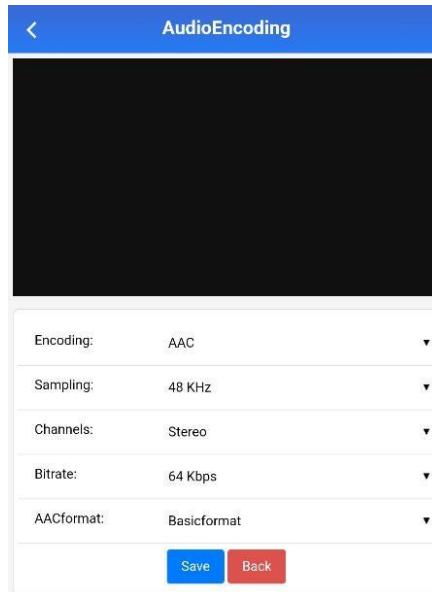 AudioEncoding
Encoding: AAC
Sampling: 48 KHz
Channels: Stereo
Bitrate: 64 Kbps
AACformat: Basicformat
Save Back